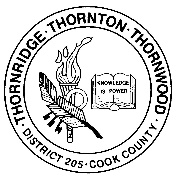 ·THORNRIDGE·THORNTON·THORNWOOD·
DISTRICT 205·COOK COUNTY
KNOWLEDGE
IS POWER